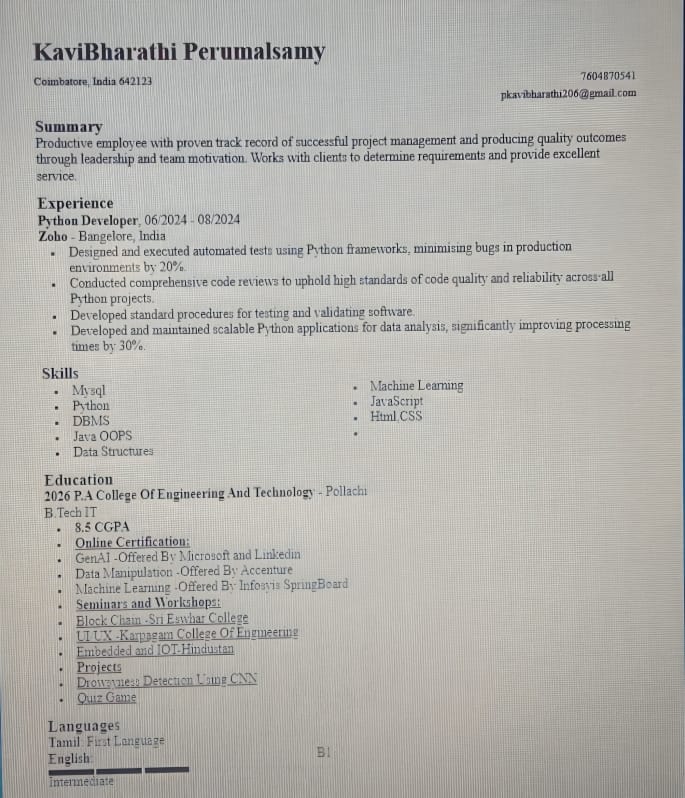 KaviBharathi Perumalsamy
Coimbatore, India 642123
7604870541
pkavibharathi206@gmail.com
Summary
Productive employee with proven track record of successful project management and producing quality outcomes
through leadership and team motivation. Works with clients to determine requirements and provide excellent
service.
Experience
Python Developer, 06/2024 - 08/2024
Zoho - Bangelore, India
• Designed and executed automated tests using Python frameworks, minimising bugs in production
environments by 20%.
• Conducted comprehensive code reviews to uphold high standards of code quality and reliability across all
Python projects.
• Developed standard procedures for testing and validating software.
• Developed and maintained scalable Python applications for data analysis, significantly improving processing
times by 30%.
Skills
• Mysql
• Python
• DBMS
• Java OOPS
• Data Structures
• Machine Learning
• JavaScript
• Html,CSS
•
Education
2026 P.A College Of Engineering And Technology - Pollachi
B.Tech IT
• 8.5 CGPA
• Online Certification:
• GenAI -Offered By Microsoft and Linkedin
• Data Manipulation -Offered By Accenture
• Machine Learning -Offered By Infosyis SpringBoard
• Seminars and Workshops:
• Block Chain -Sri Eswhar College
• UI UX -Karpagam College Of Engineering
• Embedded and IOT-Hindustan
• Projects
• Drowsyness Detection Using CNN
• Quiz Game
Languages
Tamil: First Language
English:
B1
Intermediate